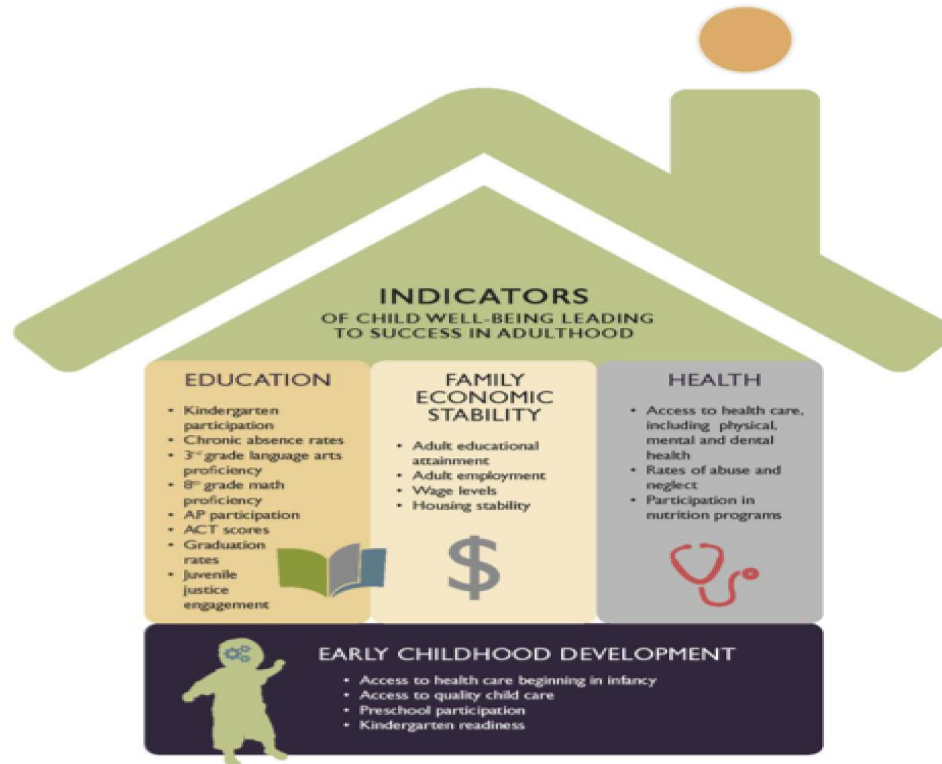 INDICATORS
OF CHILD WELL-BEING LEADING
TO SUCCESS IN ADULTHOOD
EDUCATION
• Kindergarten
participation
• Chronic absence rates
• 3rd grade language arts
proficiency
• 8th grade math
proficiency
• AP participation
• ACT scores
• Graduation
rates
• Juvenile
justice
engagement
FAMILY
ECONOMIC
STABILITY
• Adult educational
attainment
• Adult employment
• Wage levels
• Housing stability
$
HEALTH
• Access to health care,
including physical,
mental and dental
health
• Rates of abuse and
neglect
• Participation in
nutrition programs
EARLY CHILDHOOD DEVELOPMENT
• Access to health care beginning in infancy
• Access to quality child care
• Preschool participation
• Kindergarten readiness